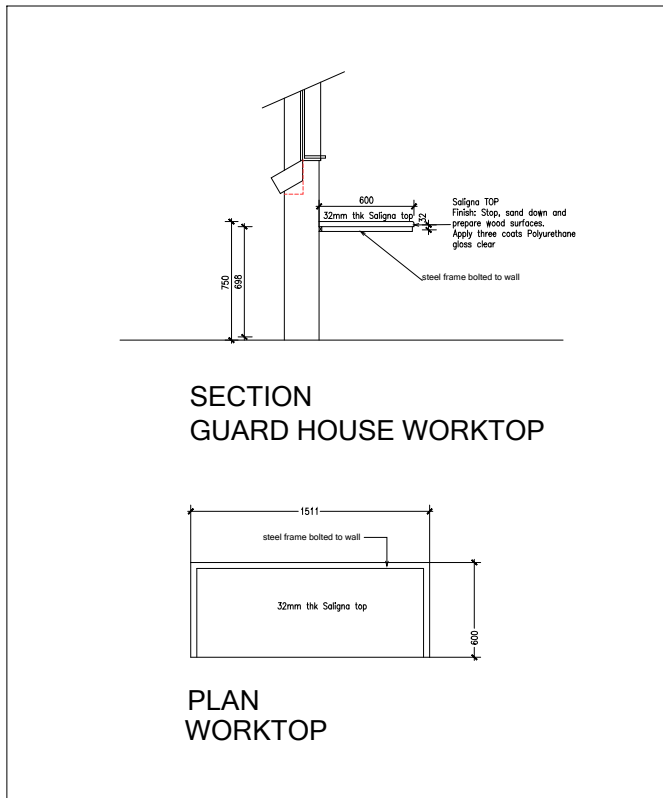 600
32mm thk Saligna top
32
Saligna TOP
Finish: Stop, sand down and
prepare wood surfaces.
Apply three coats Polyurethane
gloss clear
steel frame bolted to wall
750
698
SECTION
GUARD HOUSE WORKTOP
1511
steel frame bolted to wall
32mm thk Saligna top
600
PLAN
WORKTOP